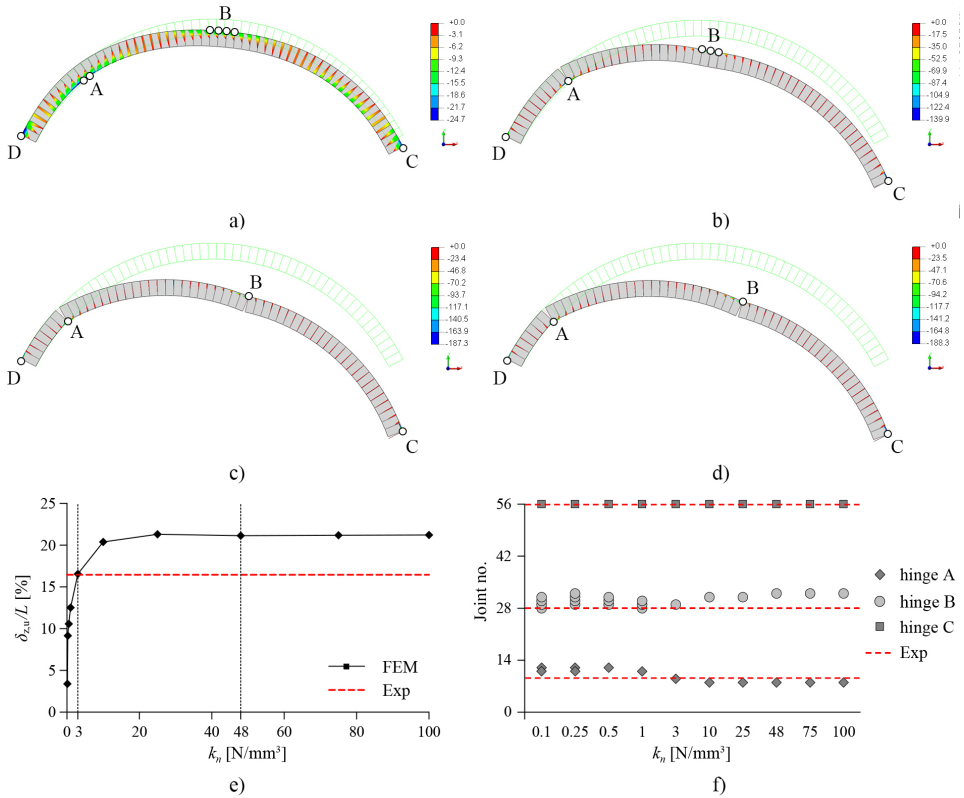 +0.0
-3.1
-6.2
-9.3
-12.4
-15.5
-18.6
-21.7
-24.7
A
B
C
D
a)
+0.0
-17.5
-35.0
-52.5
-69.9
-87.4
-104.9
-122.4
-139.9
A
B
C
D
b)
+0.0
-23.4
-46.8
-70.2
-93.7
-117.1
-140.5
-163.9
-187.3
A
B
C
D
c)
+0.0
-23.5
-47.1
-70.6
-94.2
-117.7
-141.2
-164.8
-188.3
A
B
C
D
d)
25
20
15
10
5
0
δz,u/L [%]
0 3 20 40 48 60 80 100
kn [N/mm³]
FEM
Exp
e)
56
42
28
14
0
Joint no.
0.1 0.25 0.5 1 3 10 25 48 75 100
kn [N/mm³]
hinge A
hinge B
hinge C
Exp
f)